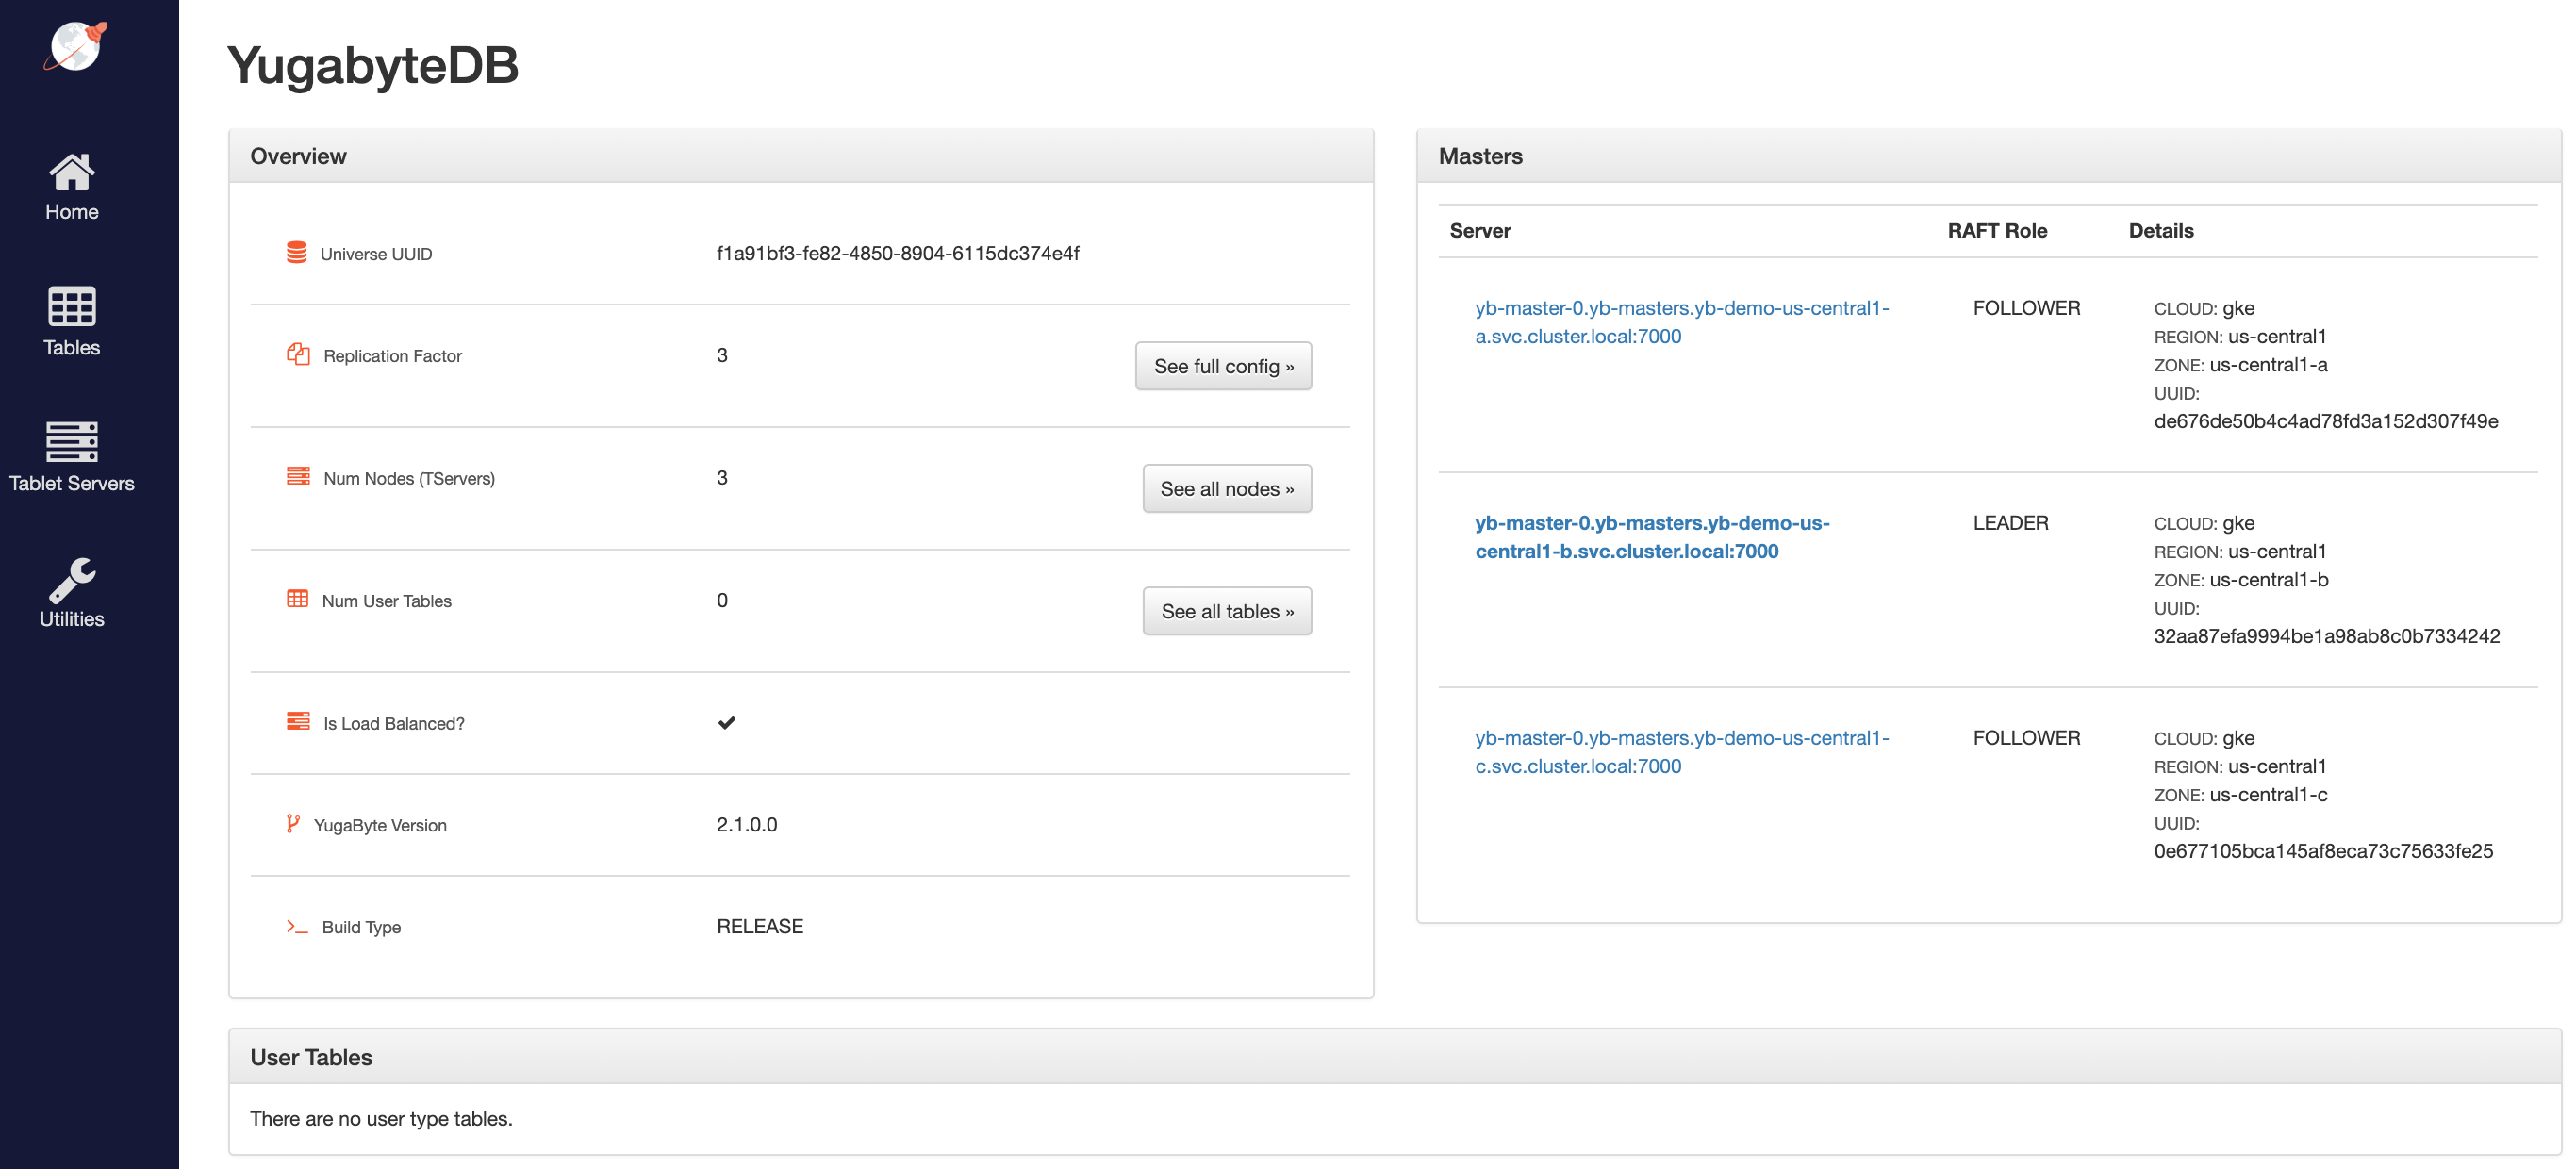 YugabyteDB
Home
Tables
Tablet Servers
Utilities
Overview
Universe UUID f1a91bf3-fe82-4850-8904-6115dc374e4f
Replication Factor 3 See full config »
Num Nodes (TServers) 3 See all nodes »
Num User Tables 0 See all tables »
Is Load Balanced? ✔
YugaByte Version 2.1.0.0
Build Type RELEASE
Masters
Server RAFT Role Details
yb-master-0.yb-masters.yb-demo-us-central1- FOLLOWER CLOUD: gke
a.svc.cluster.local:7000 REGION: us-central1
ZONE: us-central1-a
UUID:
de676de50b4c4ad78fd3a152d307f49e
yb-master-0.yb-masters.yb-demo-us- LEADER CLOUD: gke
central1-b.svc.cluster.local:7000 REGION: us-central1
ZONE: us-central1-b
UUID:
32aa87efa9994be1a98ab8c0b7334242
yb-master-0.yb-masters.yb-demo-us-central1- FOLLOWER CLOUD: gke
c.svc.cluster.local:7000 REGION: us-central1
ZONE: us-central1-c
UUID:
0e677105bca145af8eca73c75633fe25
User Tables
There are no user type tables.